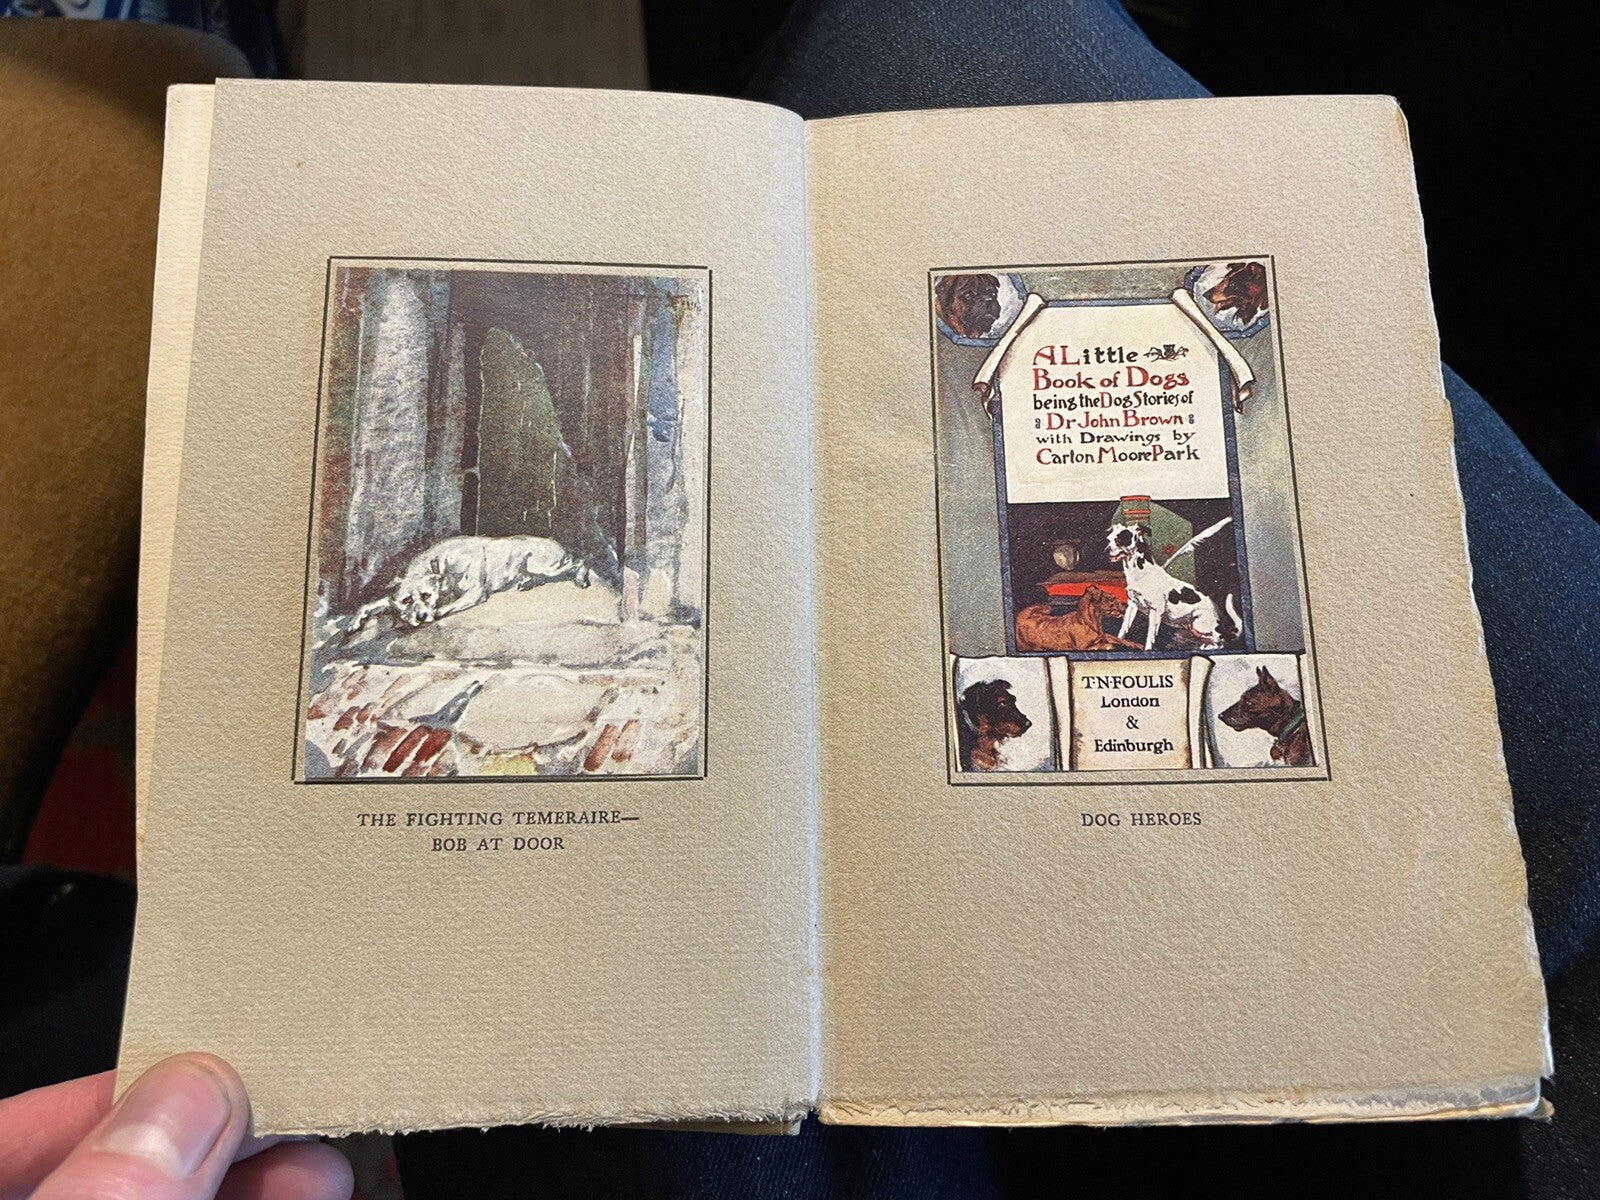 THE FIGHTING TEMERAIRE—
BOB AT DOOR
A Little
Book of Dogs
being the Dog Stories of
Dr John Brown
with Drawings by
Carton Moore Park
T·N·FOULIS
London
&
Edinburgh
DOG HEROES